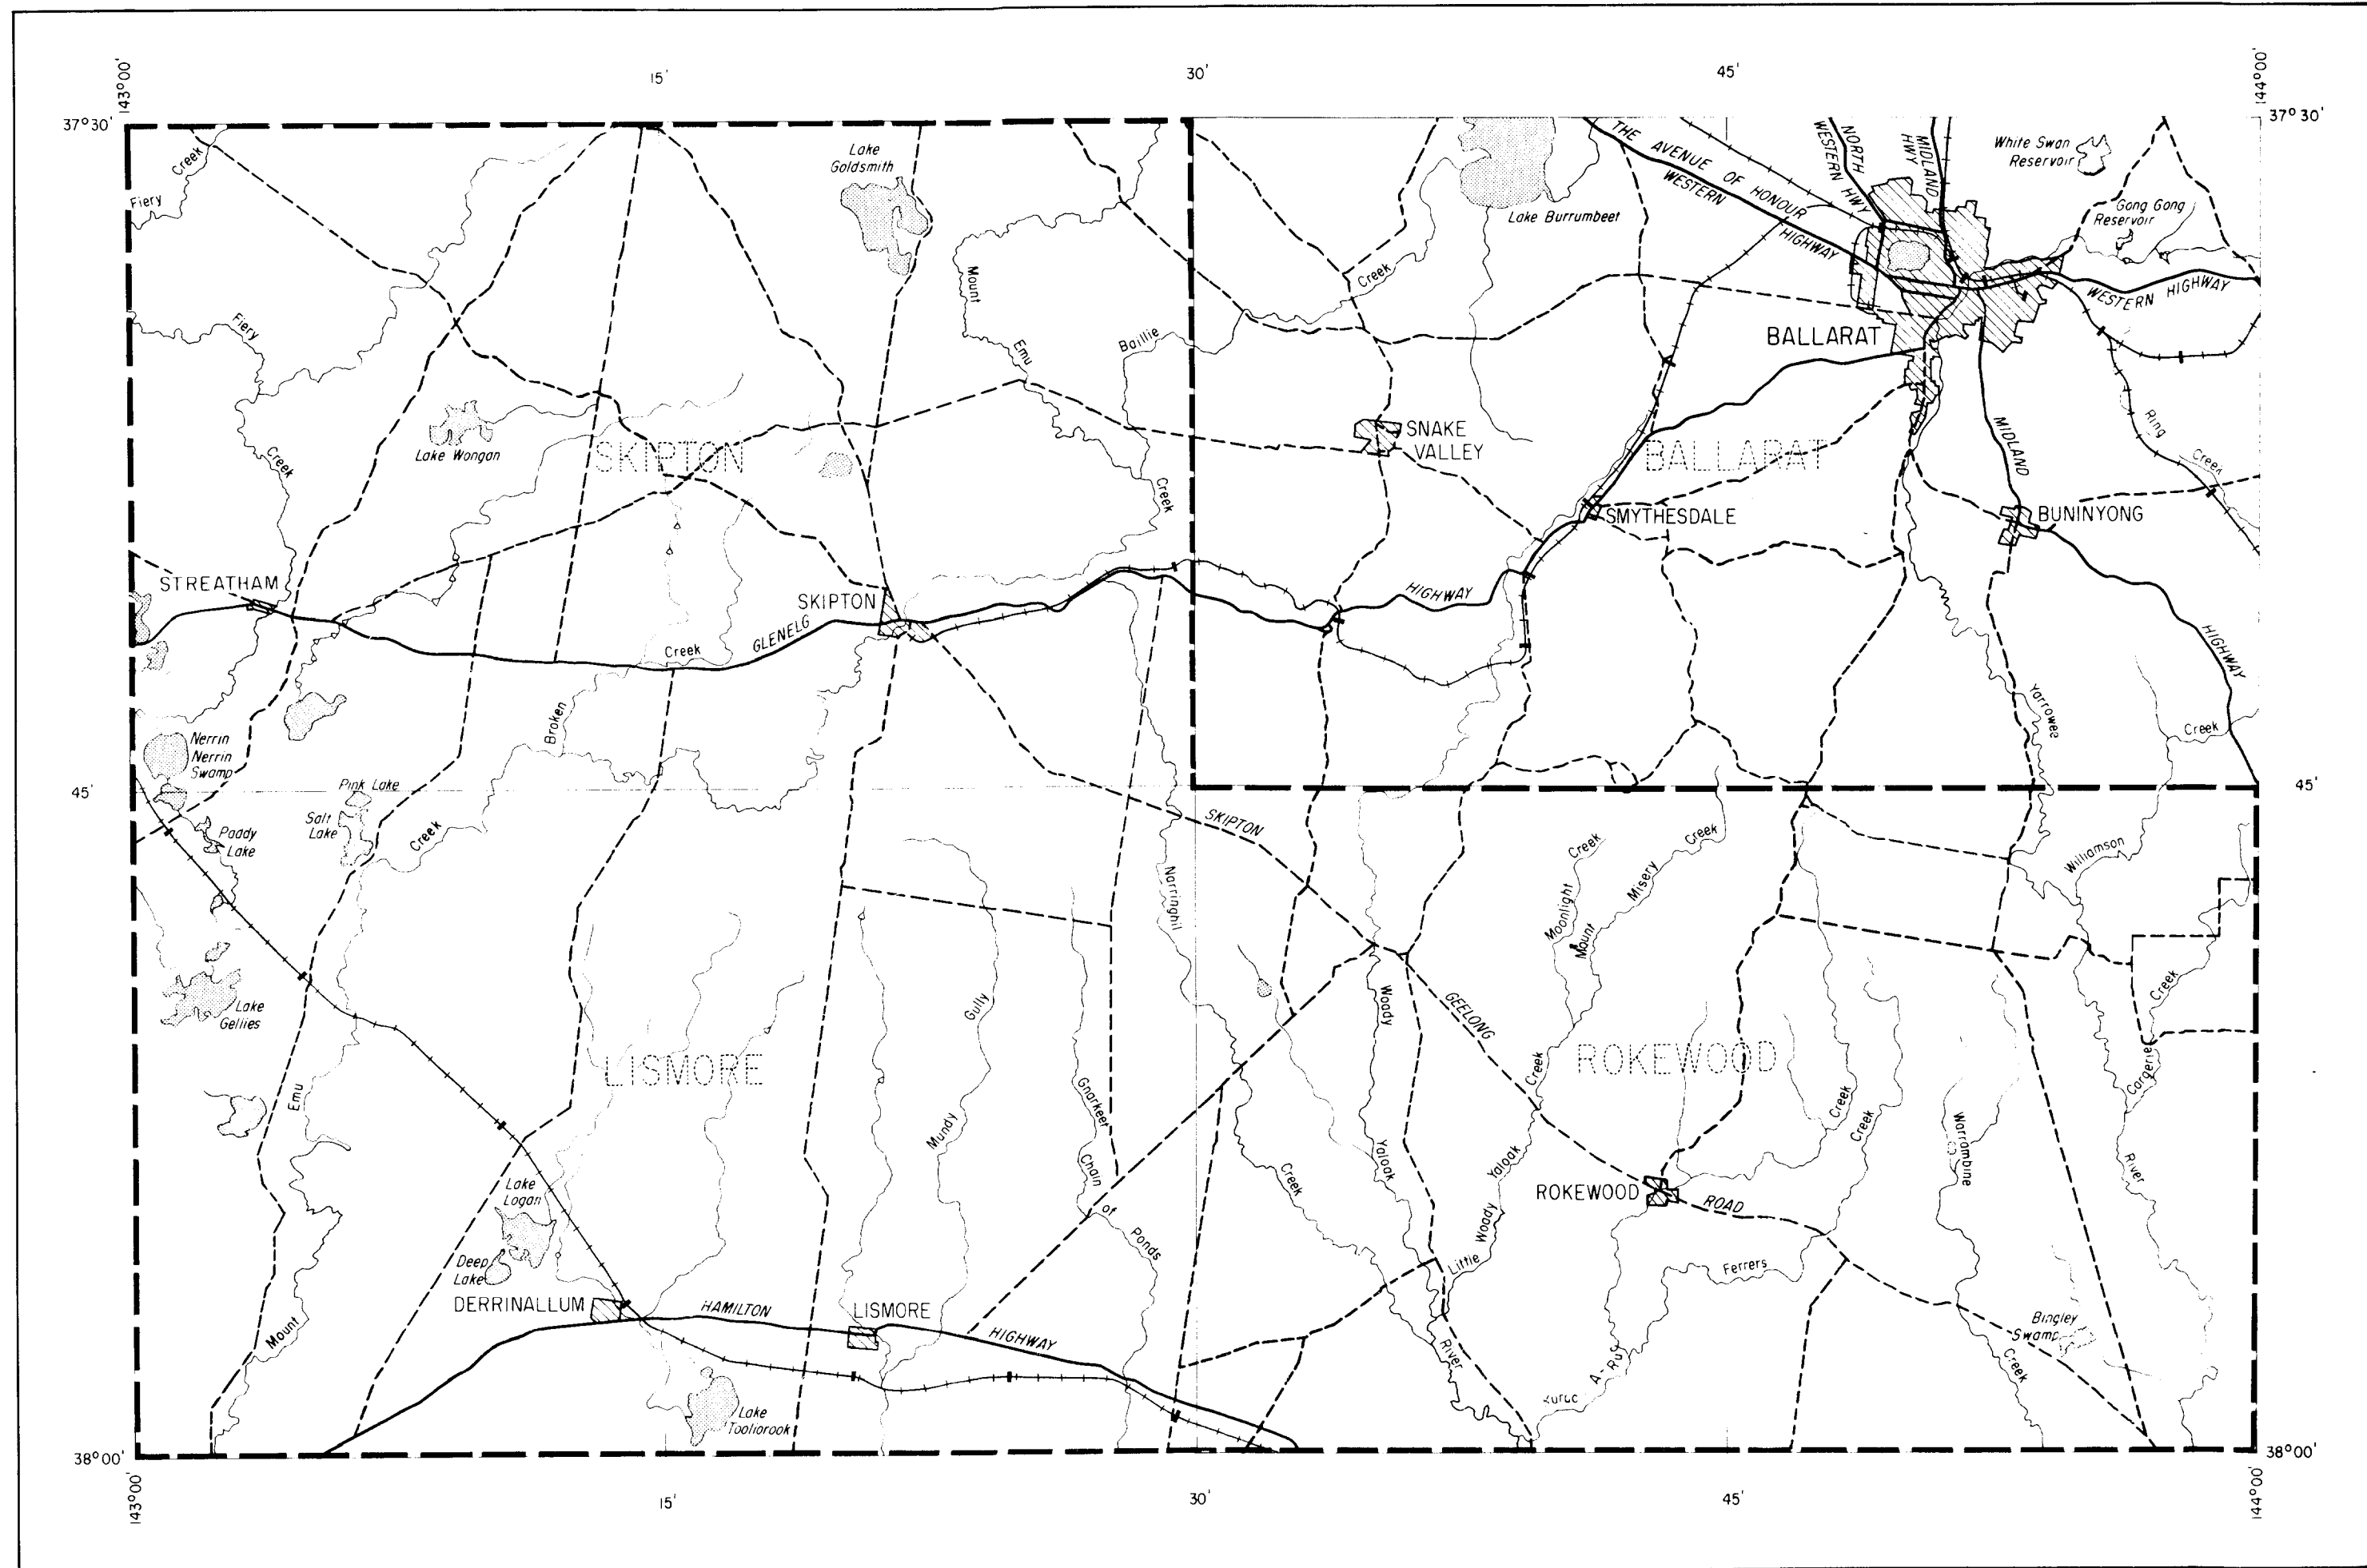 143°00'
15'
30'
45'
144°00'
37°30'
37°30'
Creek
Fiery
Lake
Goldsmith
THE AVENUE OF HONOUR
WESTERN
HIGHWAY
NORTH
WESTERN HWY
MIDLAND
HWY
White Swan
Reservoir
Gong Gong
Reservoir
Lake Burrumbeet
Fiery
Mount
Emu
Creek
Baillie
Creek
WESTERN HIGHWAY
BALLARAT
Lake Wongan
SKIPTON
Creek
SNAKE
VALLEY
BALLARAT
MIDLAND
Ring
Creek
SMYTHESDALE
BUNINYONG
STREATHAM
SKIPTON
HIGHWAY
GLENELG
Creek
HIGHWAY
Broken
Yarrowee
Creek
Nerrin
Nerrin
Swamp
Pink Lake
45'
45'
Salt
Lake
Paddy
Lake
Creek
SKIPTON
Creek
Misery
Creek
Moonlight
Mount
Williamson
Narringhil
Lake
Gellies
Gully
Woody
GEELONG
Creek
Creek
Cargerie
LISMORE
ROKEWOOD
Emu
Mundy
Gnarkeet
Chain
of
Ponds
Creek
Yaloak
Yaloak
Woody
Little
Creek
Creek
Warrambine
River
Lake
Logan
Deep
Lake
ROKEWOOD
ROAD
Ferrers
DERRINALLUM
HAMILTON
LISMORE
HIGHWAY
Mount
River
A-Rug
Bingley
Swamp
Creek
Lake
Tooliorook
38°00'
38°00'
143°00'
15'
30'
45'
144°00'